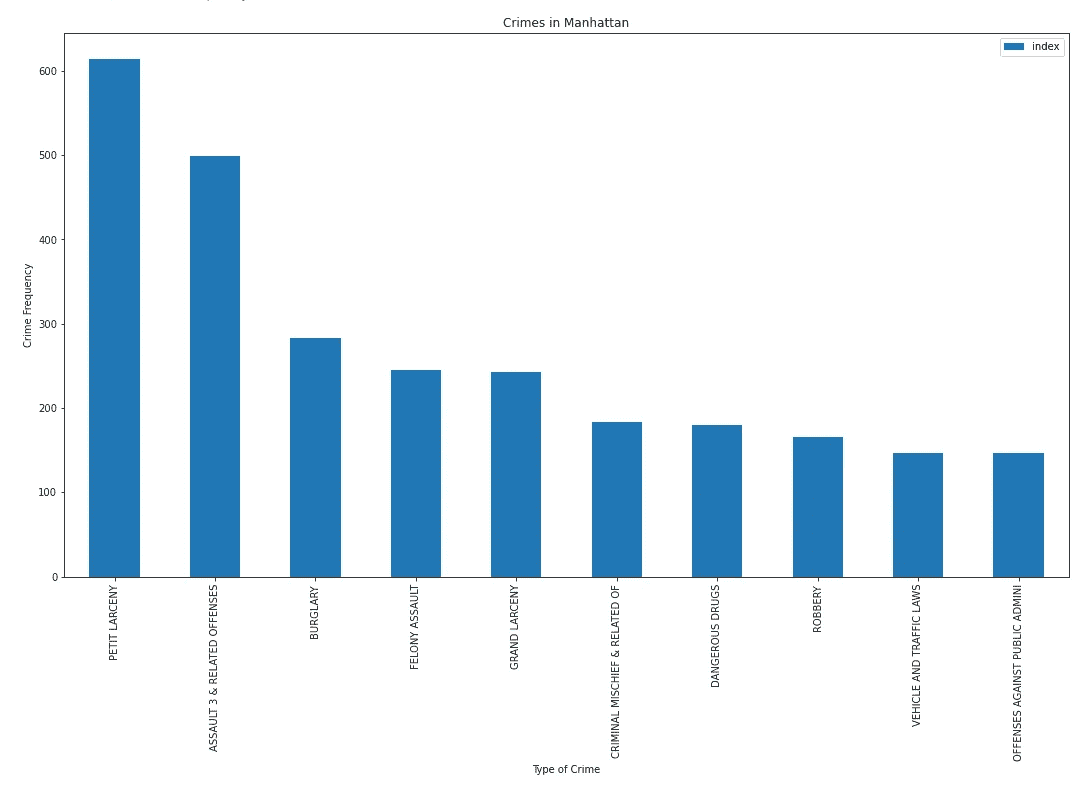 Crimes in Manhattan
index
Crime Frequency
600
500
400
300
200
100
0
PETIT LARCENY
ASSAULT 3 & RELATED OFFENSES
BURGLARY
FELONY ASSAULT
GRAND LARCENY
CRIMINAL MISCHIEF & RELATED OF
DANGEROUS DRUGS
ROBBERY
VEHICLE AND TRAFFIC LAWS
OFFENSES AGAINST PUBLIC ADMINI
Type of Crime